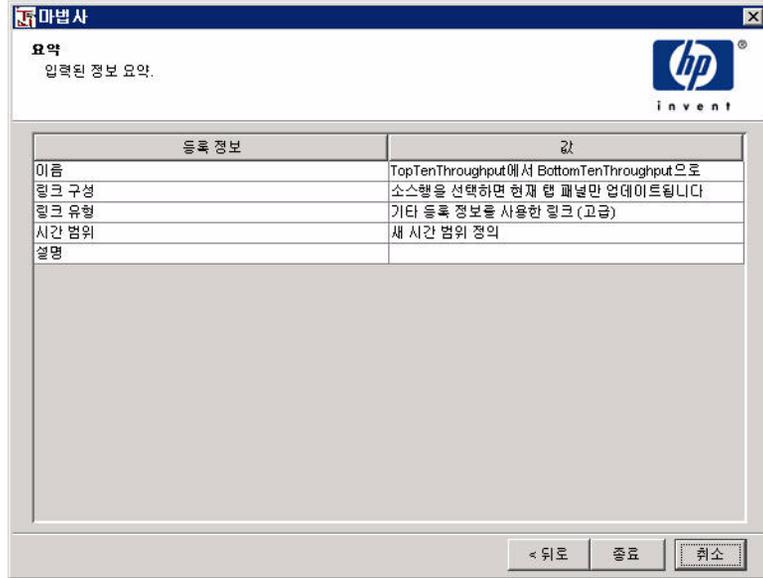 마법사
요약
입력된 정보 요약.
hp
®
invent
등록 정보 값
이름 TopTenThroughput에서 BottomTenThroughput으로
링크 구성 소스행을 선택하면 현재 탭 패널만 업데이트됩니다
링크 유형 기타 등록 정보를 사용한 링크 (고급)
시간 범위 새 시간 범위 정의
설명
< 뒤로 종료 취소